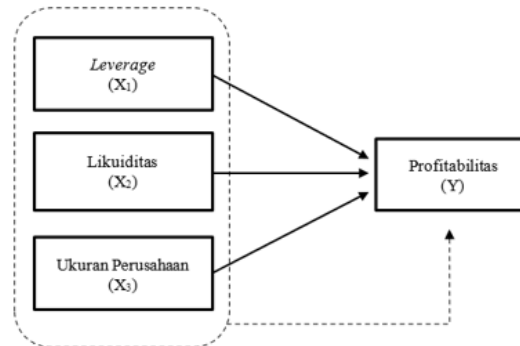 Leverage
(X₁)
Likuiditas
(X₂)
Profitabilitas
(Y)
Ukuran Perusahaan
(X₃)